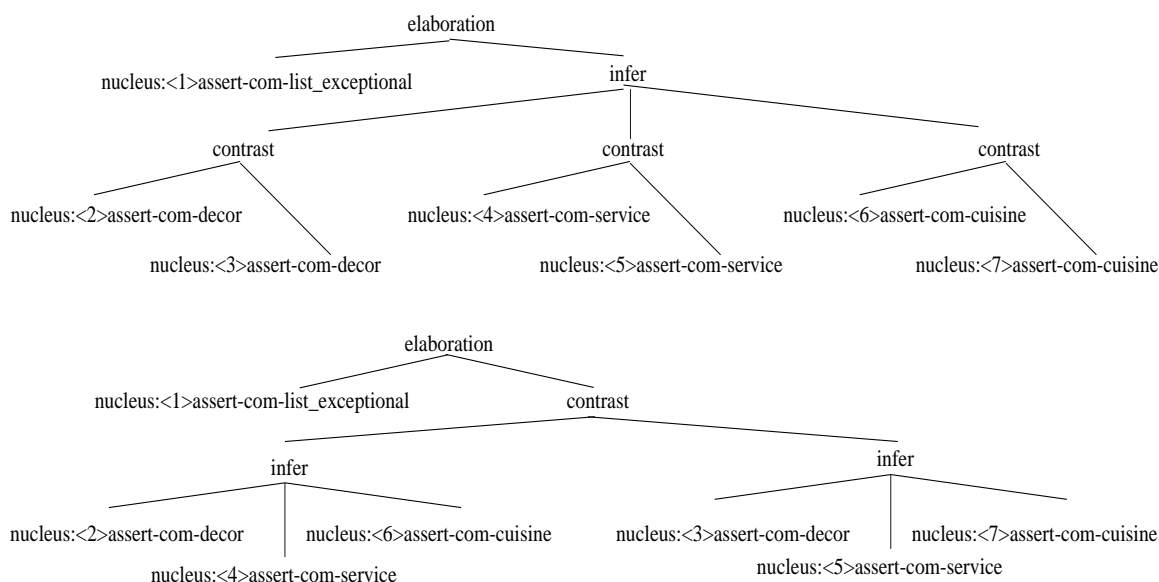 elaboration
nucleus:<1>assert-com-list_exceptional
infer
contrast contrast contrast
nucleus:<2>assert-com-decor nucleus:<4>assert-com-service nucleus:<6>assert-com-cuisine
nucleus:<3>assert-com-decor nucleus:<5>assert-com-service nucleus:<7>assert-com-cuisine
elaboration
nucleus:<1>assert-com-list_exceptional contrast
infer infer
nucleus:<2>assert-com-decor nucleus:<6>assert-com-cuisine nucleus:<3>assert-com-decor nucleus:<7>assert-com-cuisine
nucleus:<4>assert-com-service nucleus:<5>assert-com-service